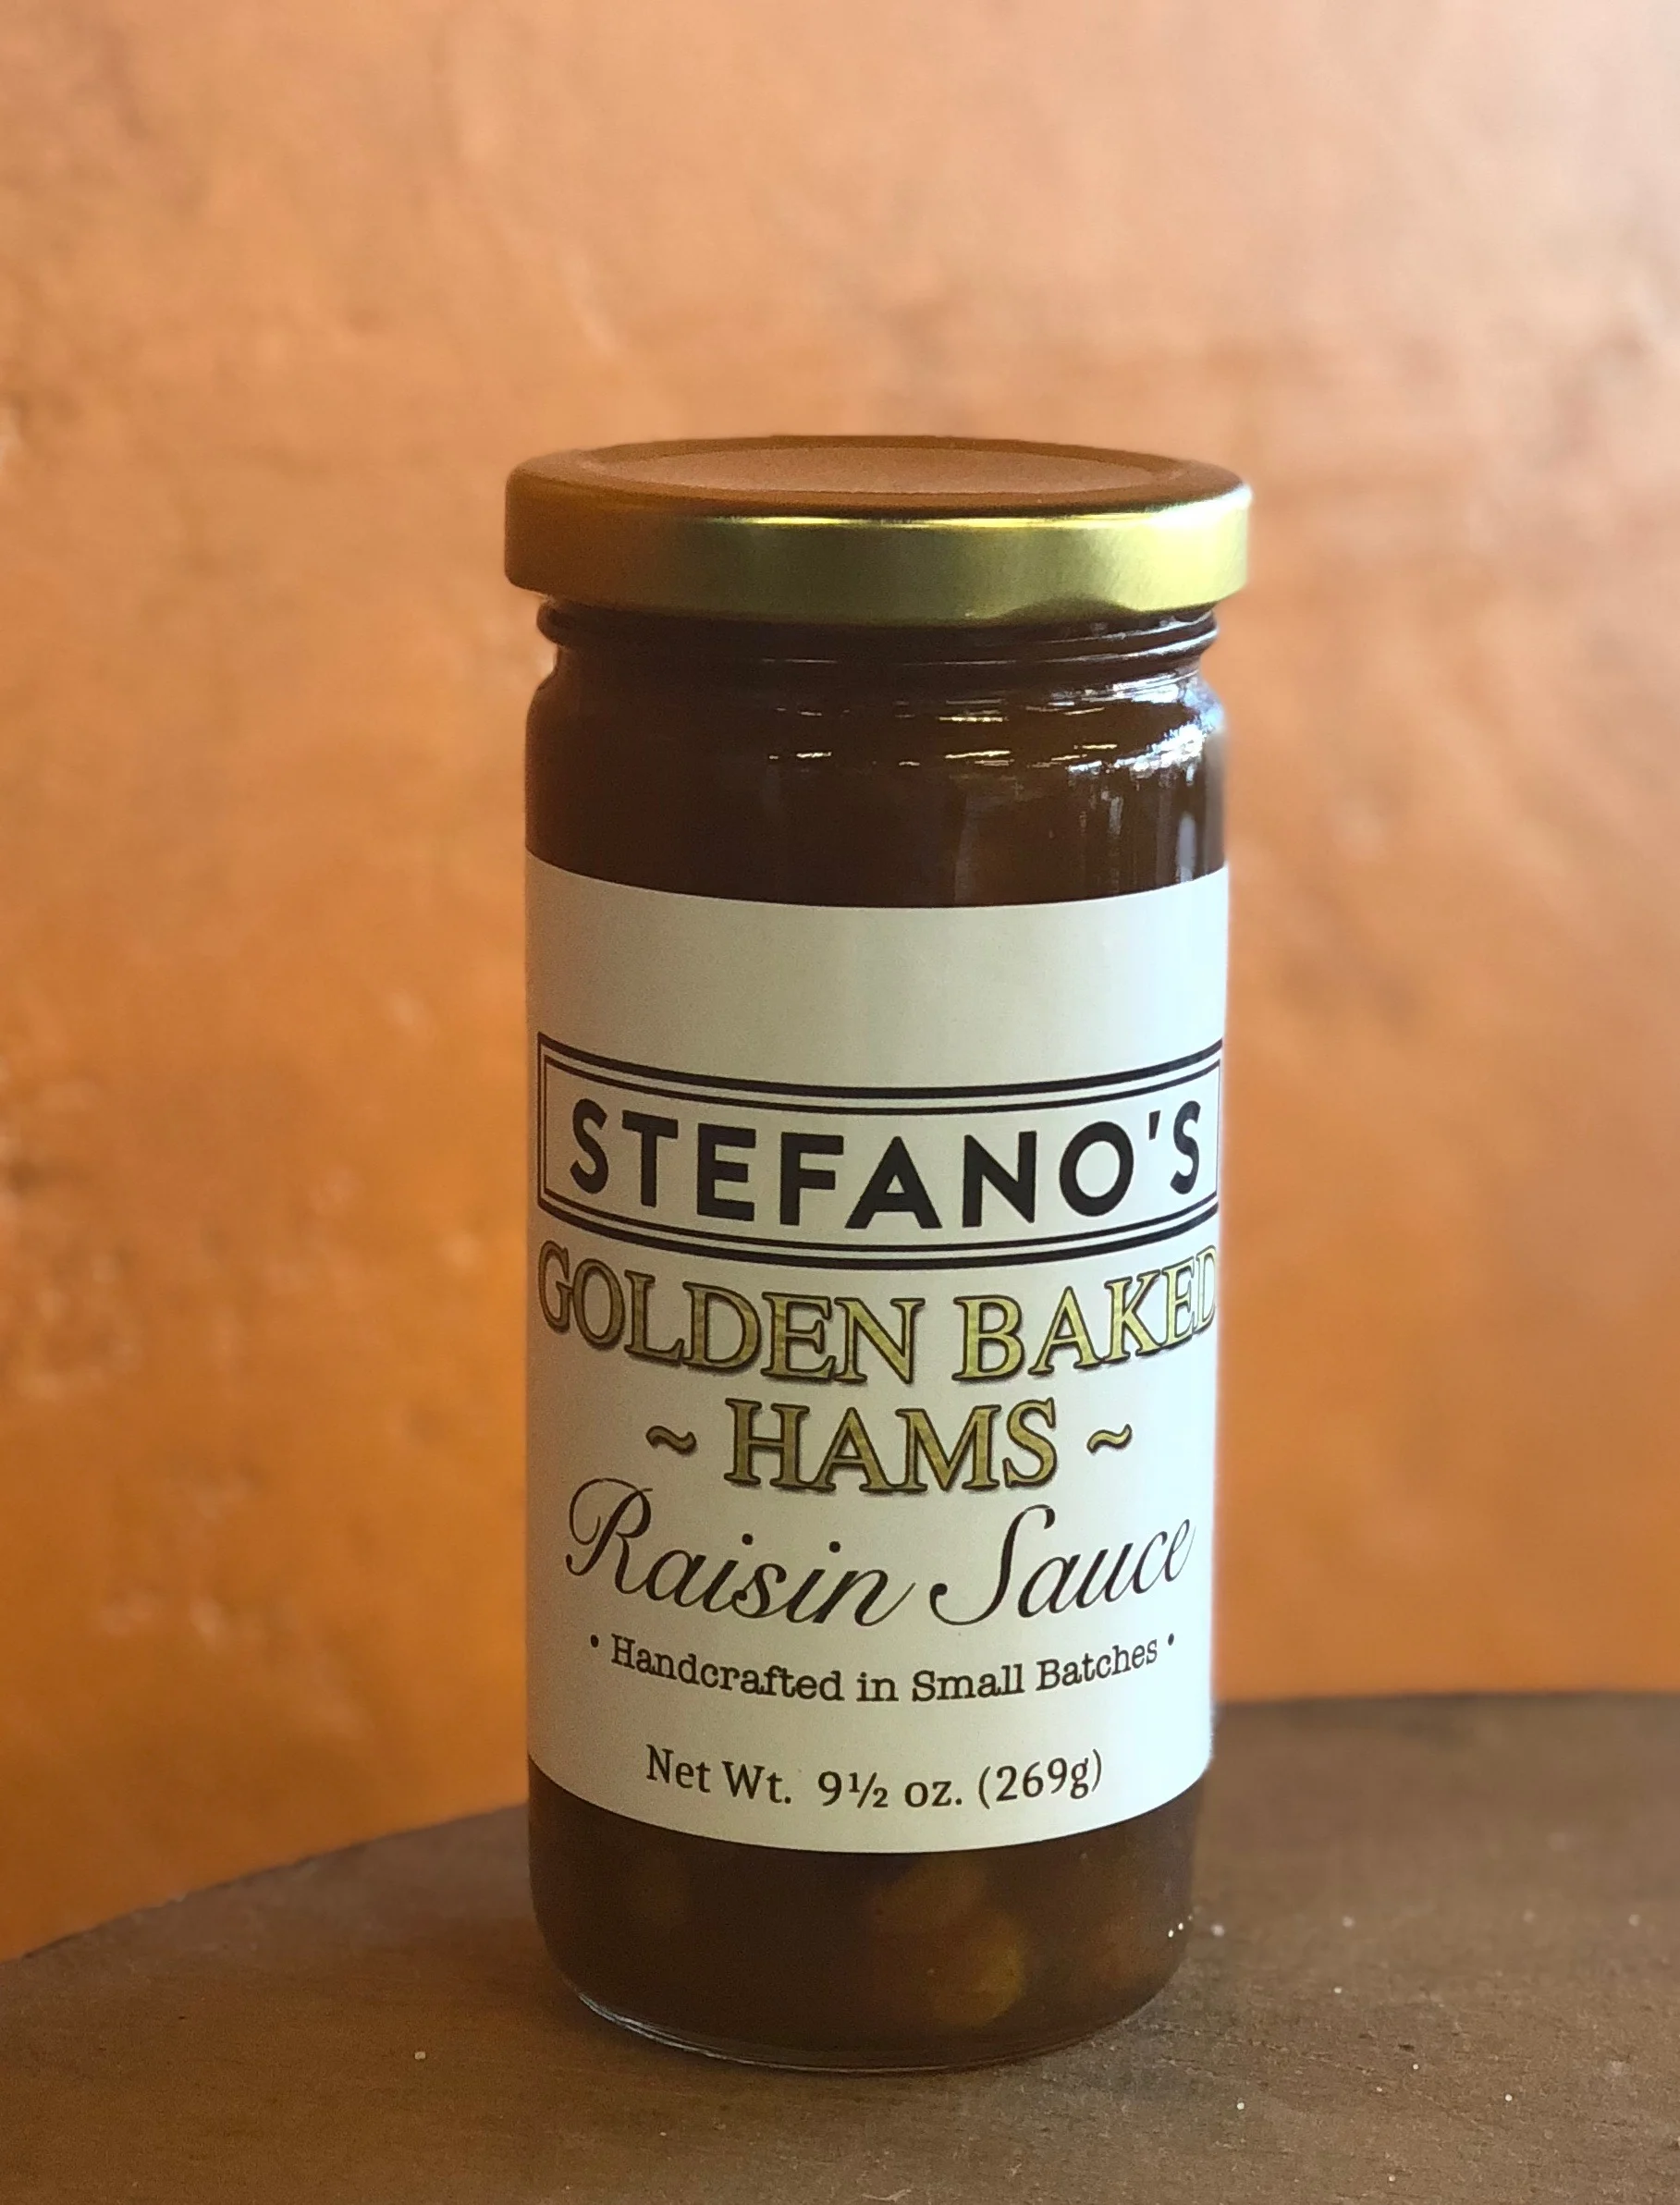 STEFANO'S
GOLDEN BAKED
~ HAMS ~
Raisin Sauce
• Handcrafted in Small Batches •
Net Wt. 9½ oz. (269g)